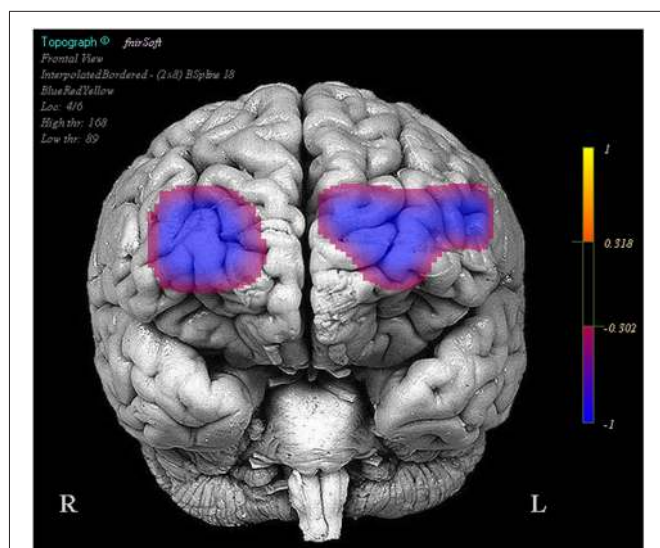 Topograph ① fnirSoft
Frontal View
InterpolatedBordered - (2x8) BSpline 18
BlueRedYellow
Loc: 4/6
High thr: 168
Low thr: 89
1
0.318
-0.302
-1
R
L